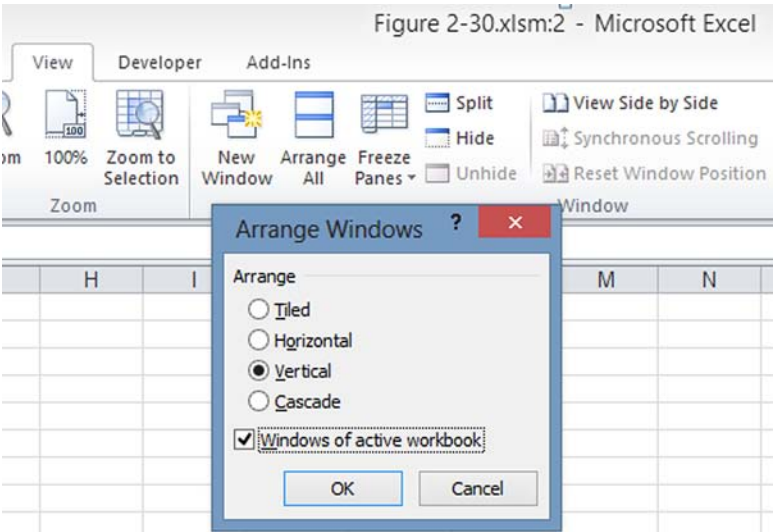 Figure 2-30.xlsm:2 - Microsoft Excel
View Developer Add-Ins
om 100% Zoom to Selection New Window Arrange All Freeze Panes Split Hide Unhide View Side by Side Synchronous Scrolling Reset Window Position
100
Zoom Window
Arrange Windows ? ×
H I M N
Arrange
Tiled
Horizontal
Vertical
Cascade
Windows of active workbook
OK Cancel